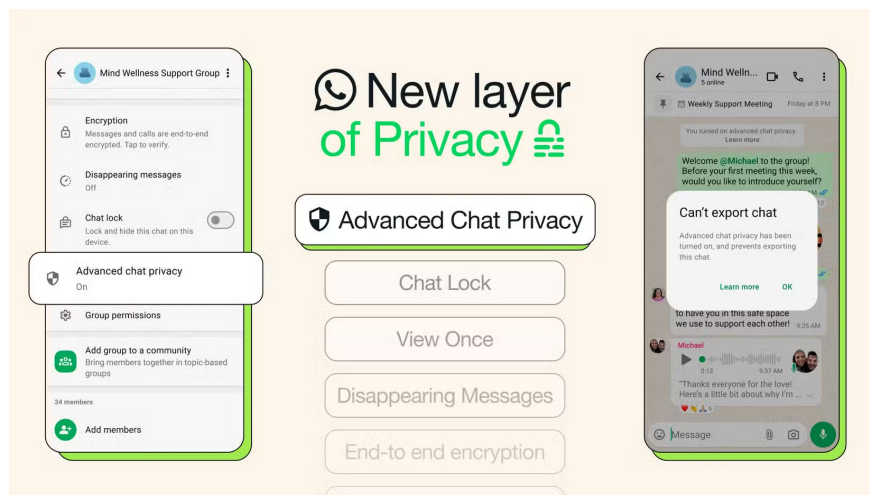 Mind Wellness Support Group
Encryption
Messages and calls are end-to-end
encrypted. Tap to verify.
Disappearing messages
Off
Chat lock
Lock and hide this chat on this
device.
Advanced chat privacy
On
Group permissions
Add group to a community
Bring members together in topic-based
groups
34 members
Add members
New layer
of Privacy
Advanced Chat Privacy
Chat Lock
View Once
Disappearing Messages
End-to end encryption
Mind Welln...
5 online
Weekly Support Meeting Friday at 8 PM
You turned on advanced chat privacy.
Learn more
Welcome @Michael to the group!
Before your first meeting this week,
would you like to introduce yourself?
AM
Can't export chat
Advanced chat privacy has been
turned on, and prevents exporting
this chat.
Learn more OK
to have you in this safe space
we use to support each other! 9:35 AM
Michael
0:13 9:37 AM
"Thanks everyone for the love!
Here's a little bit about why I'm ...
6
Message